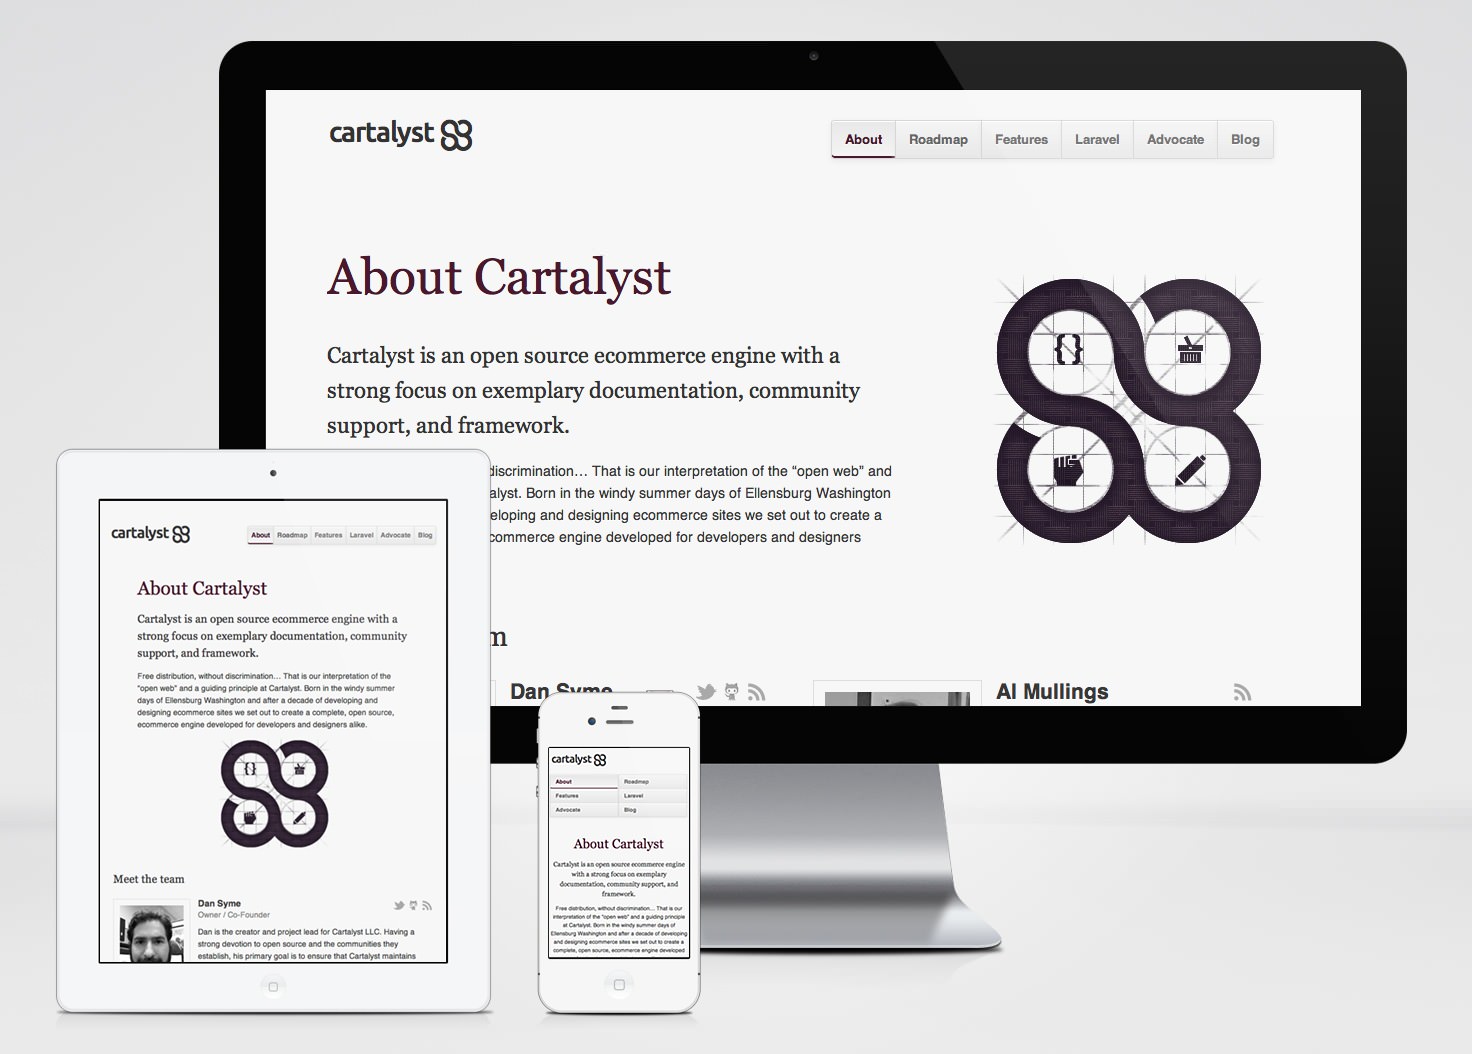 cartalyst
About Roadmap Features Laravel Advocate Blog
About Cartalyst
Cartalyst is an open source ecommerce engine with a
strong focus on exemplary documentation, community
support, and framework.
discrimination… That is our interpretation of the “open web” and
alyst. Born in the windy summer days of Ellensburg Washington
eloping and designing ecommerce sites we set out to create a
commerce engine developed for developers and designers
m
Dan Syme
Al Mullings
cartalyst
About Roadmap Features Laravel Advocate Blog
About Cartalyst
Cartalyst is an open source ecommerce engine with a
strong focus on exemplary documentation, community
support, and framework.
Free distribution, without discrimination… That is our interpretation of the
“open web” and a guiding principle at Cartalyst. Born in the windy summer
days of Ellensburg Washington and after a decade of developing and
designing ecommerce sites we set out to create a complete, open source,
ecommerce engine developed for developers and designers alike.
Meet the team
Dan Syme
Owner / Co-Founder
Dan is the creator and project lead for Cartalyst LLC. Having a
strong devotion to open source and the communities they
establish, his primary goal is to ensure that Cartalyst maintains
cartalyst
About Roadmap
Features Laravel
Advocate Blog
About Cartalyst
Cartalyst is an open source ecommerce engine
with a strong focus on exemplary
documentation, community support, and
framework.
Free distribution, without discrimination… That is our
interpretation of the “open web” and a guiding principle
at Cartalyst. Born in the windy summer days of
Ellensburg Washington and after a decade of developing
and designing ecommerce sites we set out to create a
complete, open source, ecommerce engine developed